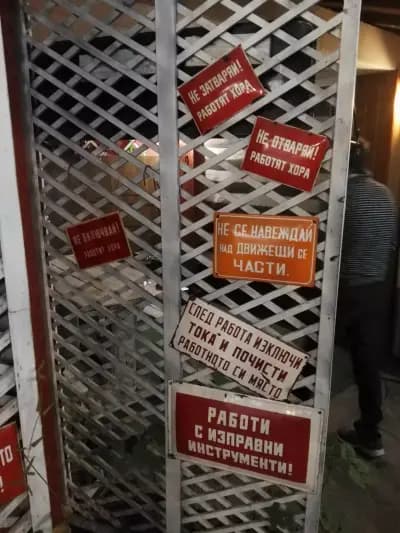 НЕ ЗАТВАРЯЙ!
РАБОТЯТ ХОРА
НЕ ОТВАРЯЙ!
РАБОТЯТ ХОРА
НЕ ВКЛЮЧВАЙ!
РАБОТЯТ ХОРА
НЕ СЕ НАВЕЖДАЙ
НАД ДВИЖЕЩИ СЕ
ЧАСТИ.
СЛЕД РАБОТА ИЗКЛЮЧИ
ТОКА И ПОЧИСТИ
РАБОТНОТО СИ МЯСТО
РАБОТИ
С ИЗПРАВНИ
ИНСТРУМЕНТИ!